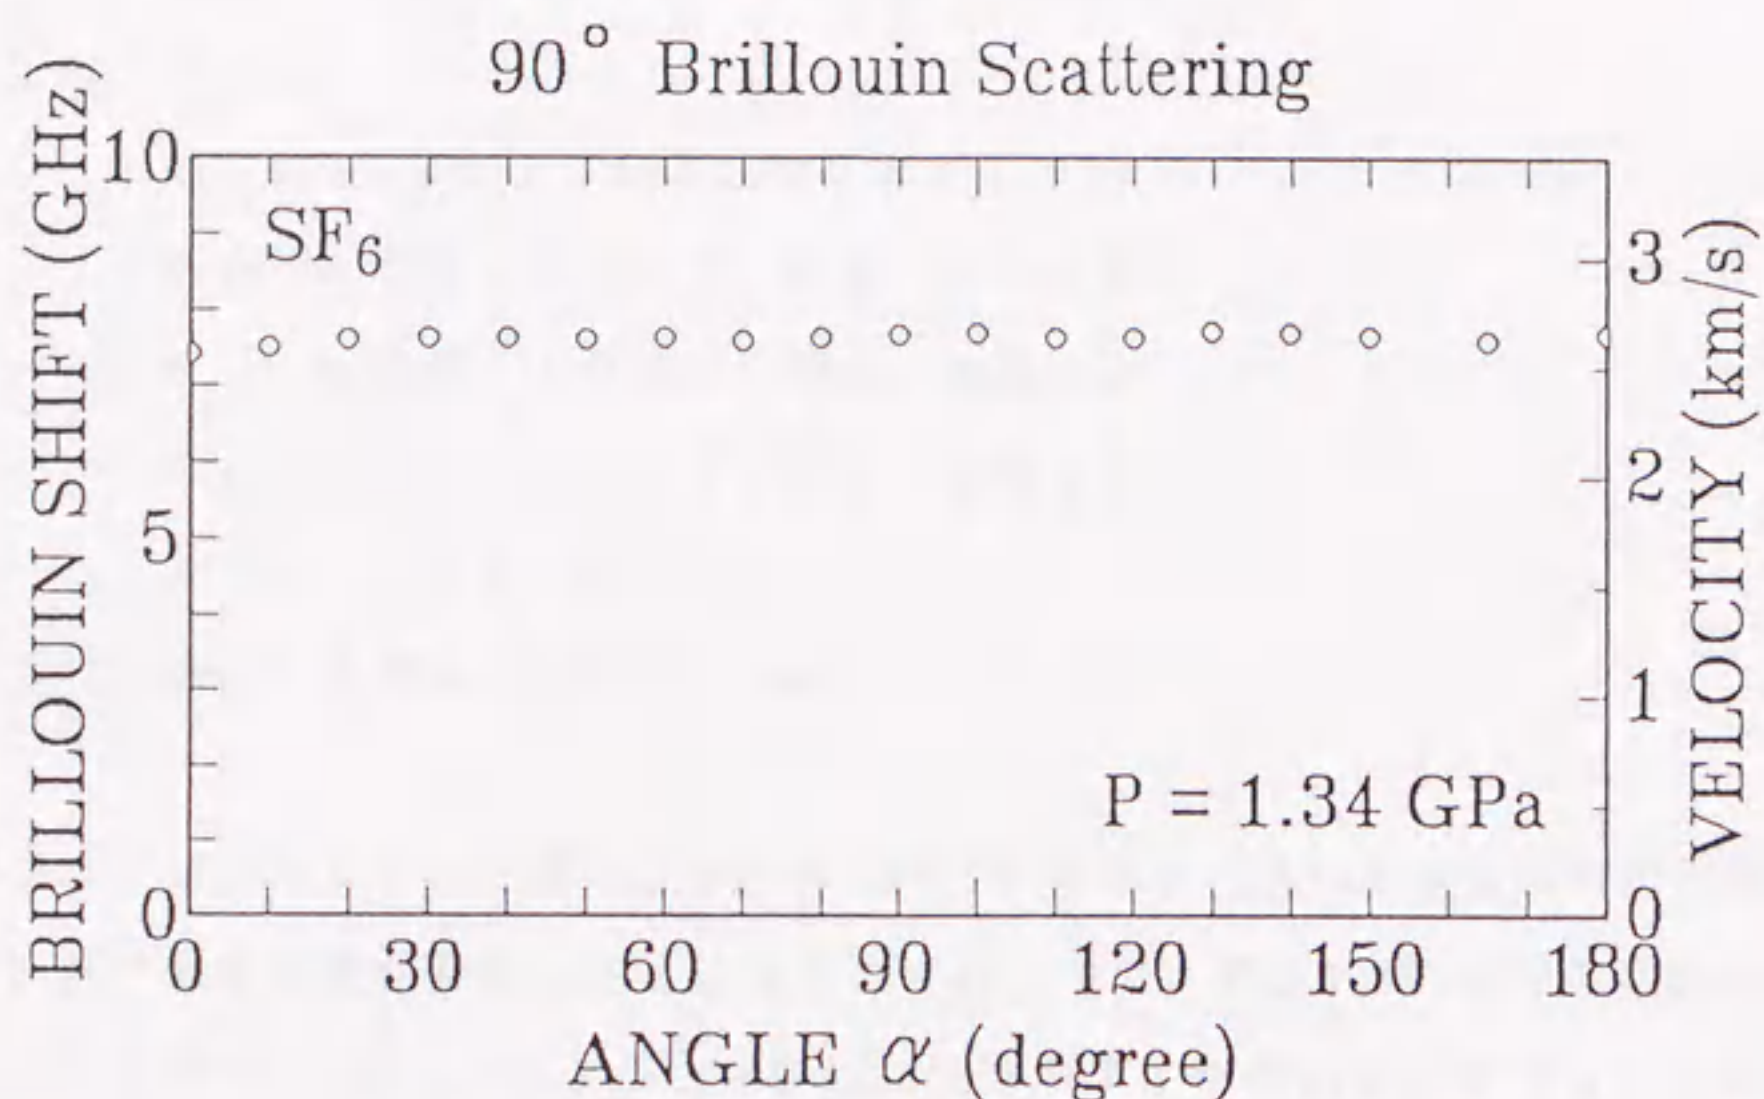 90° Brillouin Scattering
BRILLOUIN SHIFT (GHz)
10
5
0
SF₆
P = 1.34 GPa
3
2
1
0
VELOCITY (km/s)
0 30 60 90 120 150 180
ANGLE α (degree)